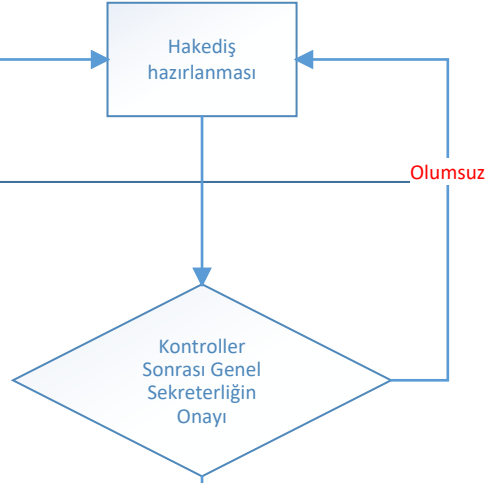 Hakediş
hazırlanması
Olumsuz
Kontroller
Sonrası Genel
Sekreterliğin
Onayı